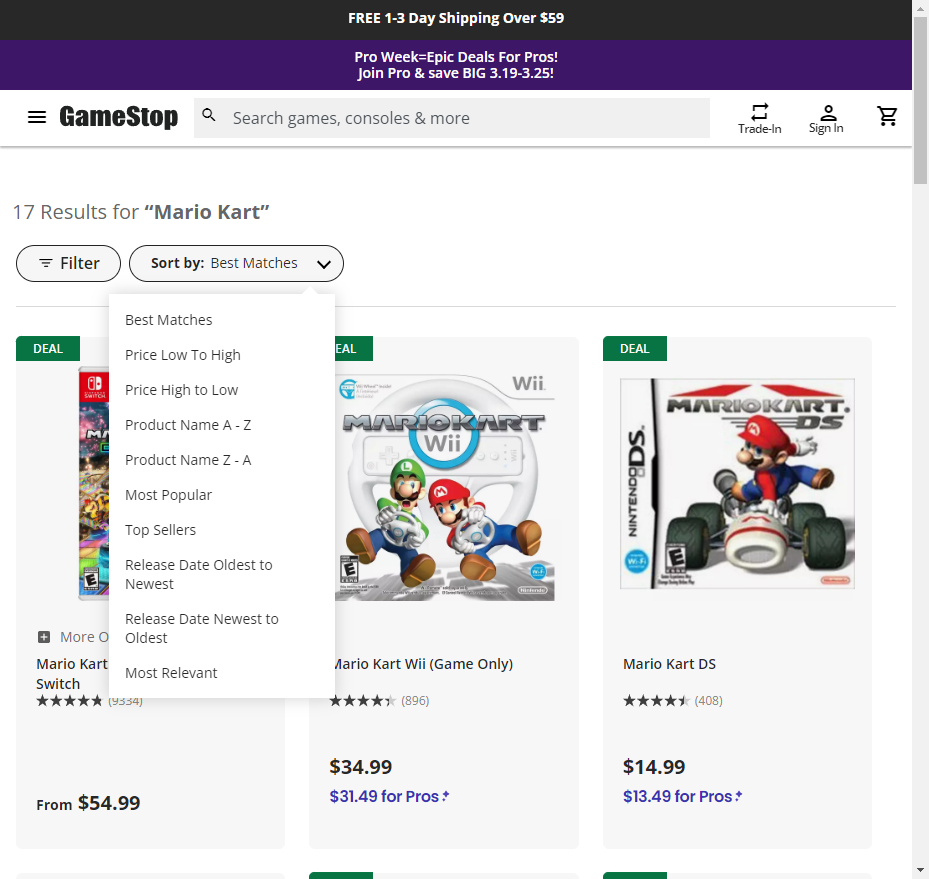 FREE 1-3 Day Shipping Over $59
Pro Week=Epic Deals For Pros!
Join Pro & save BIG 3.19-3.25!
GameStop
Search games, consoles & more
Trade-In
Sign In
17 Results for “Mario Kart”
Filter
Sort by: Best Matches
Best Matches
Price Low To High
Price High to Low
Product Name A - Z
Product Name Z - A
Most Popular
Top Sellers
Release Date Oldest to
Newest
Release Date Newest to
Oldest
Most Relevant
DEAL
NINTENDO
SWITCH
E
More O
Mario Kart
Switch
(9334)
From $54.99
EAL
Wii
MARIOKART
Wii
E
Nintendo
Mario Kart Wii (Game Only)
(896)
$34.99
$31.49 for Pros
DEAL
NINTENDO DS
MARIOKART
DS
E
Nintendo
Mario Kart DS
(408)
$14.99
$13.49 for Pros